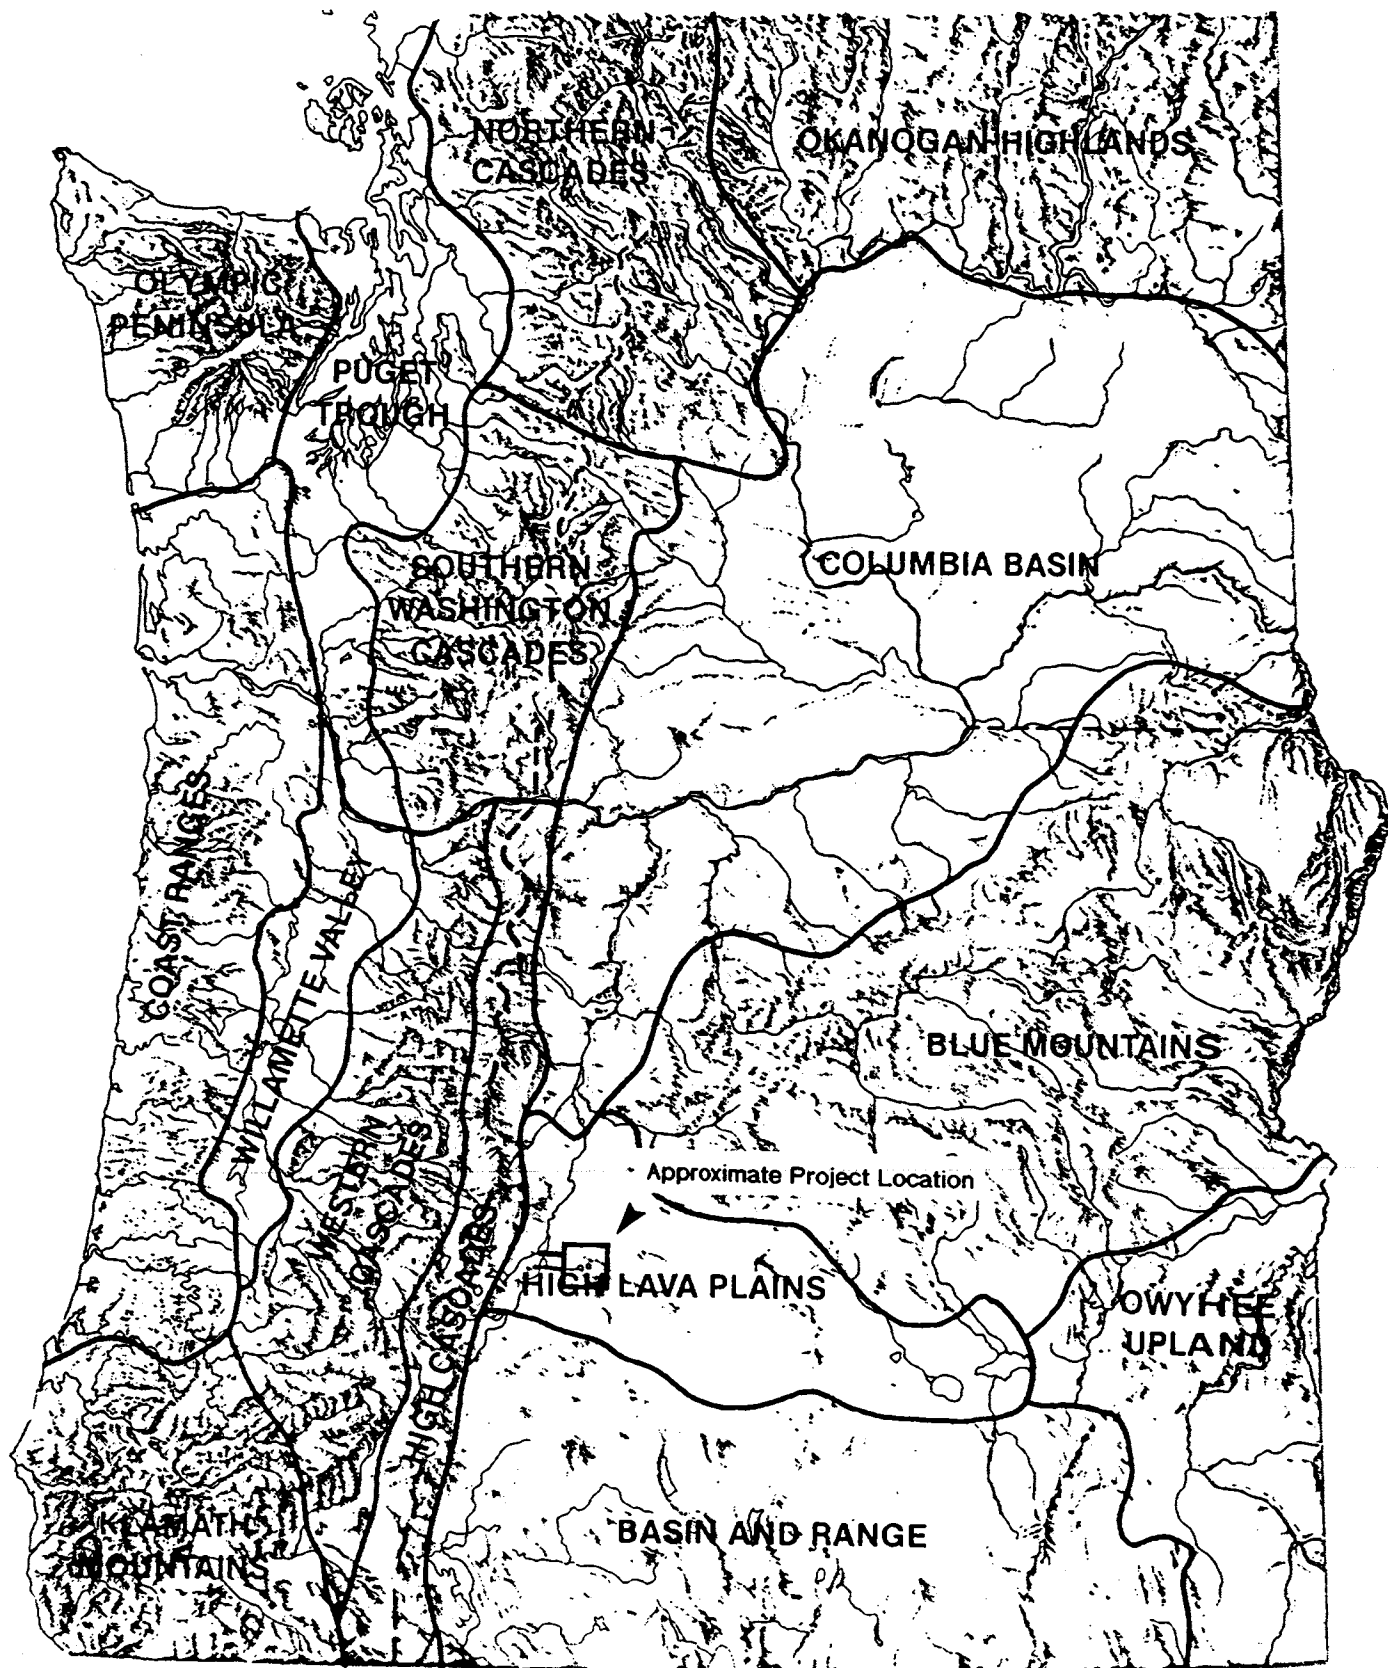 NORTHERN
CASCADES
OKANOGAN HIGHLANDS
OLYMPIC
PENINSULA
PUGET
TROUGH
SOUTHERN
WASHINGTON
CASCADES
COLUMBIA BASIN
COAST RANGES
WILLAMETTE VALLEY
WESTERN
CASCADES
HIGH CASCADES
BLUE MOUNTAINS
Approximate Project Location
HIGH LAVA PLAINS
OWYHEE
UPLAND
BASIN AND RANGE
KLAMATH
MOUNTAINS